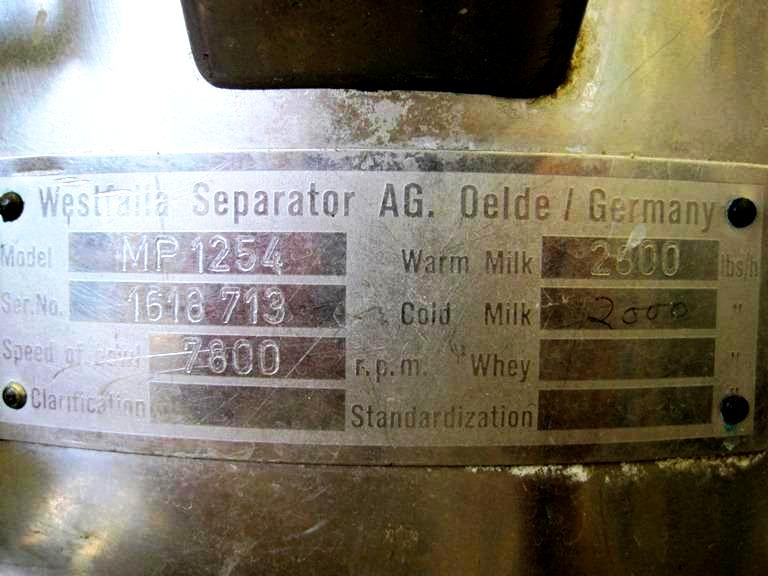 Westfalia Separator AG. Oelde / Germany
Model MP 1254 Warm Milk 2600 lbs/h
Ser.No. 1618 713 Cold Milk 2000 "
Speed of bowl 7800 r.p.m. Whey "
Clarification Standardization "